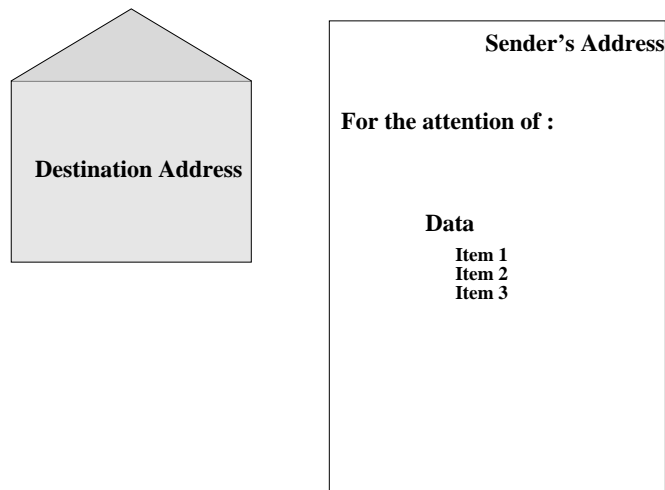 Destination Address
Sender's Address
For the attention of :
Data
Item 1
Item 2
Item 3